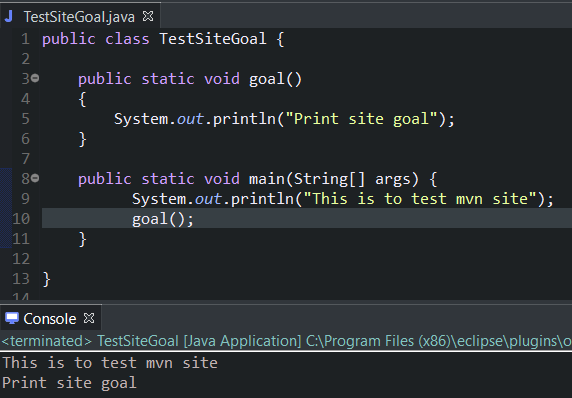 TestSiteGoal.java
1 public class TestSiteGoal {
2
3 public static void goal()
4 {
5 System.out.println("Print site goal");
6 }
7
8 public static void main(String[] args) {
9 System.out.println("This is to test mvn site");
10 goal();
11 }
12
13 }
14
Console
<terminated> TestSiteGoal [Java Application] C:\Program Files (x86)\eclipse\plugins\o
This is to test mvn site
Print site goal